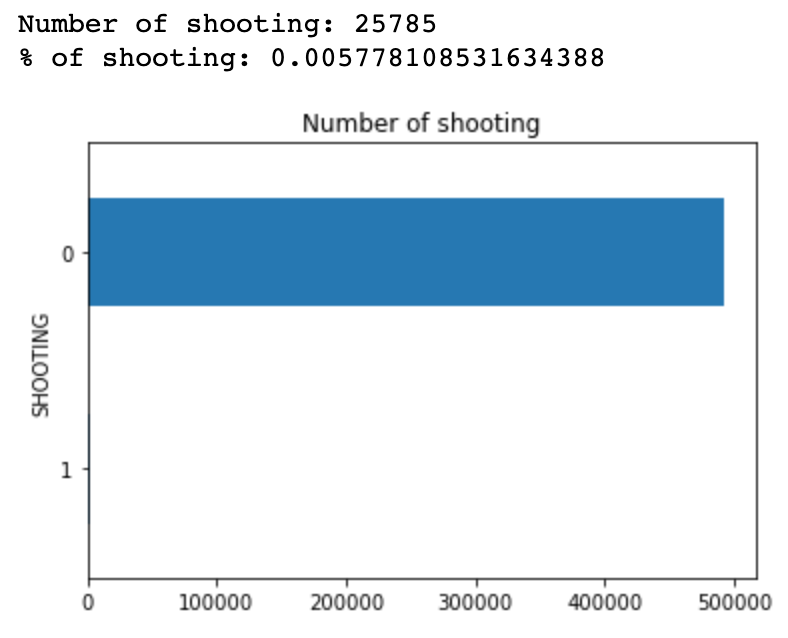 Number of shooting: 25785
% of shooting: 0.005778108531634388
Number of shooting
0
SHOOTING
1
0 100000 200000 300000 400000 500000